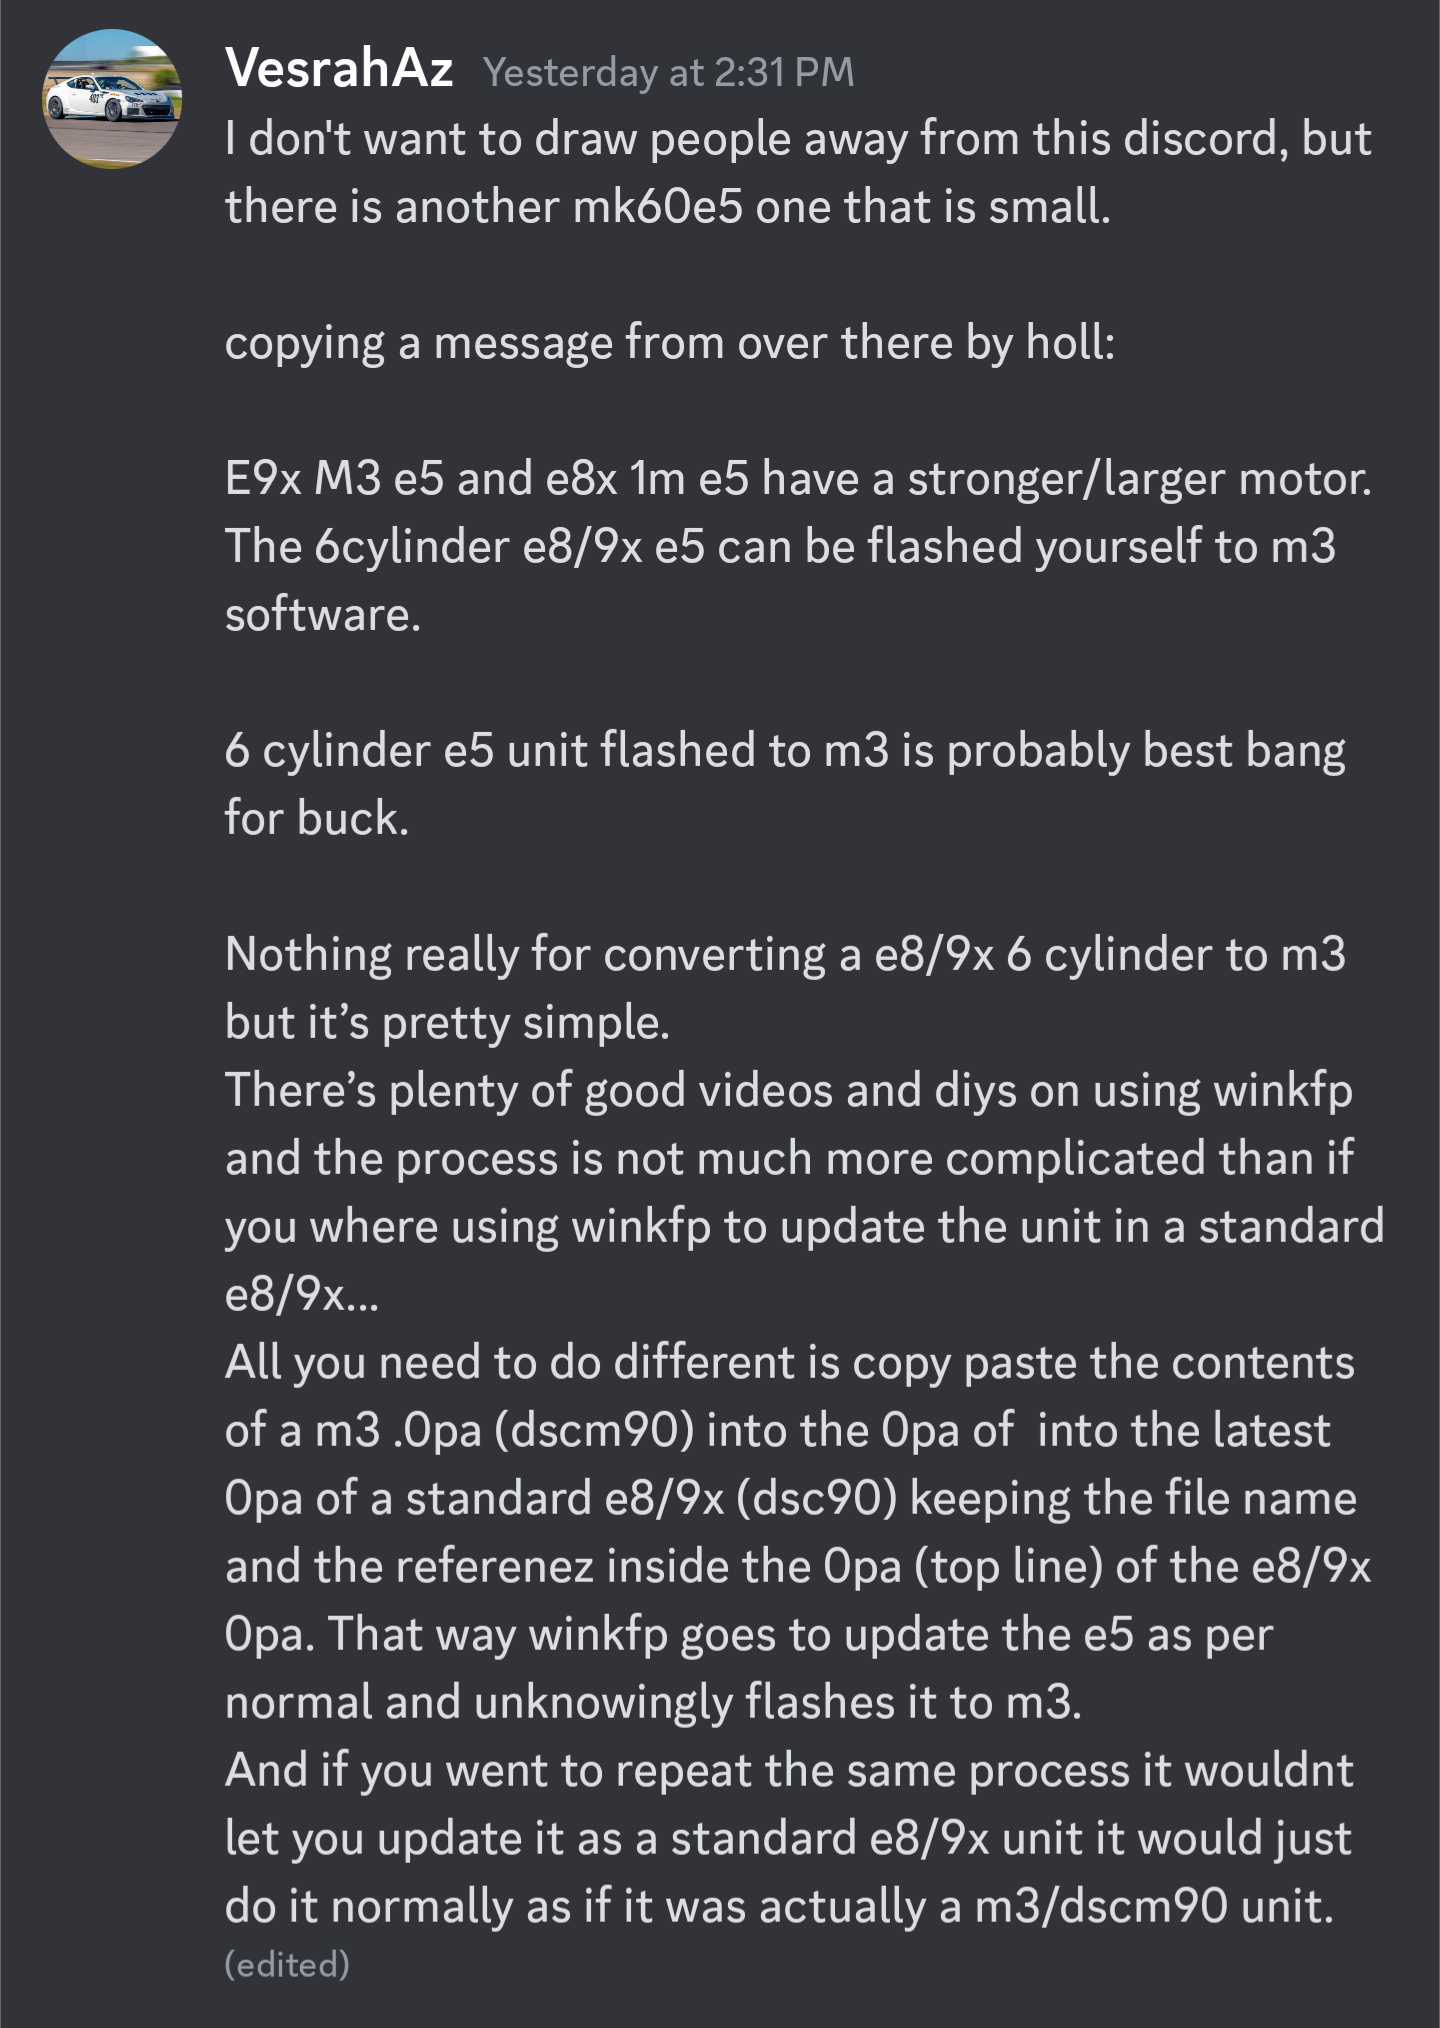 VesrahAz Yesterday at 2:31 PM
I don't want to draw people away from this discord, but
there is another mk60e5 one that is small.
copying a message from over there by holl:
E9x M3 e5 and e8x 1m e5 have a stronger/larger motor.
The 6cylinder e8/9x e5 can be flashed yourself to m3
software.
6 cylinder e5 unit flashed to m3 is probably best bang
for buck.
Nothing really for converting a e8/9x 6 cylinder to m3
but it’s pretty simple.
There’s plenty of good videos and diys on using winkfp
and the process is not much more complicated than if
you where using winkfp to update the unit in a standard
e8/9x...
All you need to do different is copy paste the contents
of a m3 .0pa (dscm90) into the 0pa of  into the latest
0pa of a standard e8/9x (dsc90) keeping the file name
and the referenez inside the 0pa (top line) of the e8/9x
0pa. That way winkfp goes to update the e5 as per
normal and unknowingly flashes it to m3.
And if you went to repeat the same process it wouldnt
let you update it as a standard e8/9x unit it would just
do it normally as if it was actually a m3/dscm90 unit.
(edited)